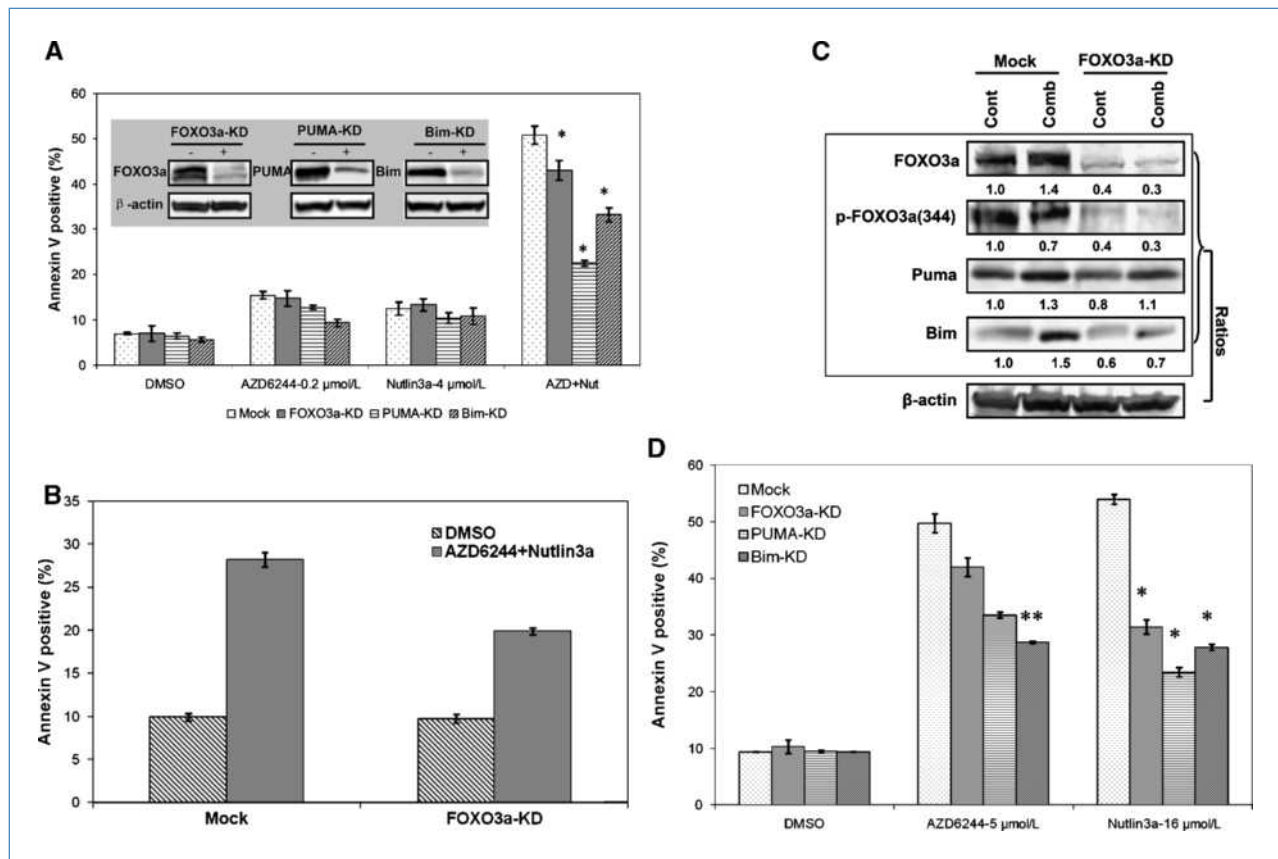 A
Annexin V positive (%)
60
50
40
30
20
10
0
FOXO3a-KD PUMA-KD Bim-KD
- + - + - +
FOXO3a PUMA Bim
β-actin
* * *
DMSO AZD6244-0.2 µmol/L Nutlin3a-4 µmol/L AZD+Nut
Mock FOXO3a-KD PUMA-KD Bim-KD
B
Annexin V positive (%)
35
30
25
20
15
10
5
0
DMSO
AZD6244+Nutlin3a
Mock FOXO3a-KD
C
Mock FOXO3a-KD
Cont Comb Cont Comb
FOXO3a
1.0 1.4 0.4 0.3
p-FOXO3a(344)
1.0 0.7 0.4 0.3
Puma
1.0 1.3 0.8 1.1
Bim
1.0 1.5 0.6 0.7
β-actin
Ratios
D
Annexin V positive (%)
60
50
40
30
20
10
0
Mock
FOXO3a-KD
PUMA-KD
Bim-KD
** * * *
DMSO AZD6244-5 µmol/L Nutlin3a-16 µmol/L